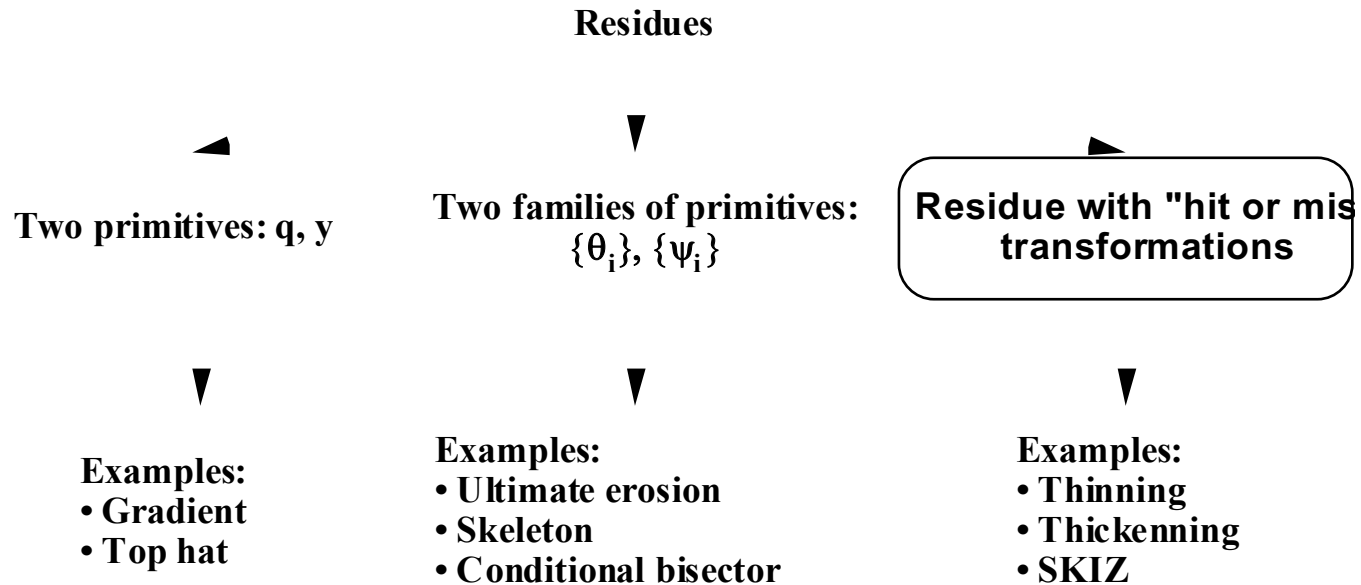 Residues
Two primitives: q, y
Two families of primitives:
{θi}, {ψi}
Residue with "hit or mis
transformations
Examples:
• Gradient
• Top hat
Examples:
• Ultimate erosion
• Skeleton
• Conditional bisector
Examples:
• Thinning
• Thickenning
• SKIZ